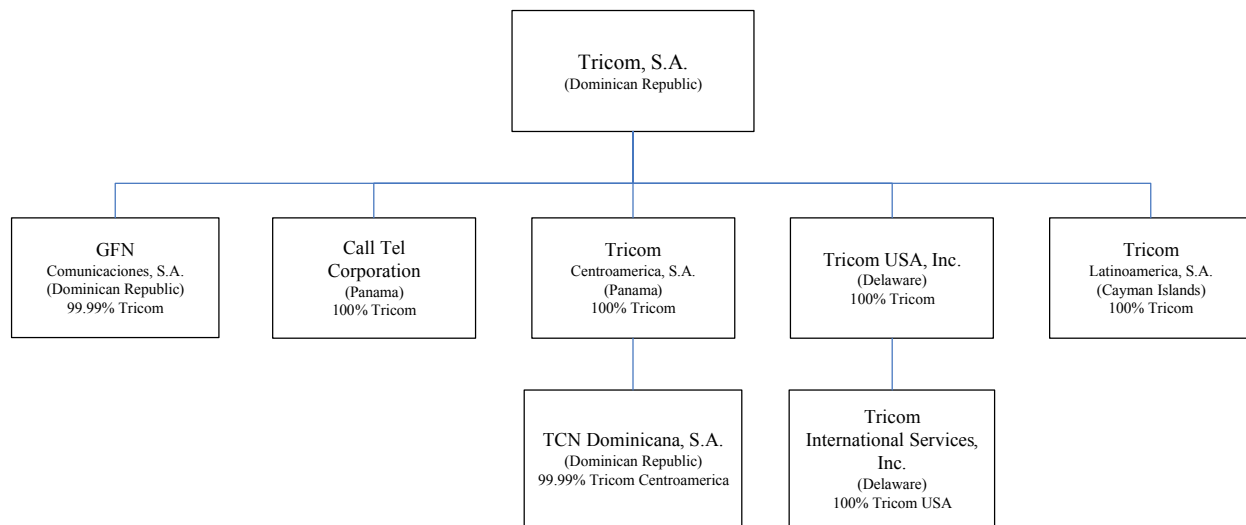 Tricom, S.A.
(Dominican Republic)
GFN
Comunicaciones, S.A.
(Dominican Republic)
99.99% Tricom
Call Tel
Corporation
(Panama)
100% Tricom
Tricom
Centroamerica, S.A.
(Panama)
100% Tricom
Tricom USA, Inc.
(Delaware)
100% Tricom
Tricom
Latinoamerica, S.A.
(Cayman Islands)
100% Tricom
TCN Dominicana, S.A.
(Dominican Republic)
99.99% Tricom Centroamerica
Tricom
International Services,
Inc.
(Delaware)
100% Tricom USA